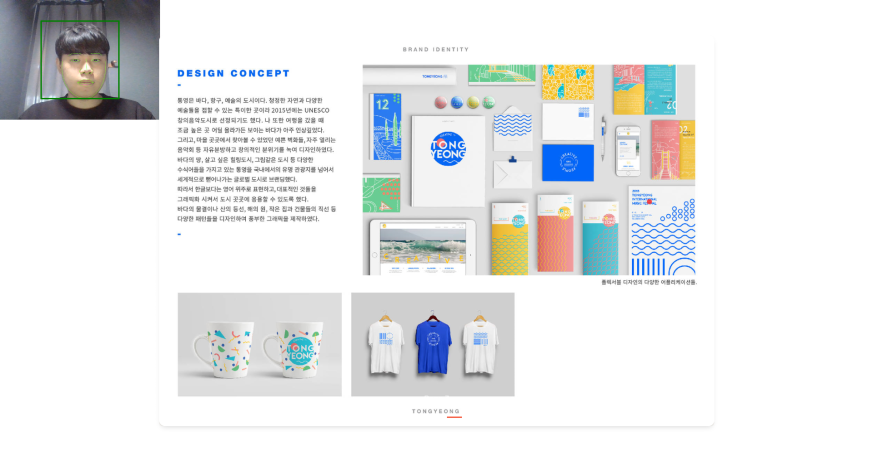 BRAND IDENTITY
DESIGN CONCEPT
통영은 바다, 항구, 예술의 도시이다. 청정한 자연과 다양한
예술들을 접할 수 있는 특이한 곳이라 2015년에는 UNESCO
창의음악도시로 선정되기도 했다. 나 또한 여행을 갔을 때
조금 높은 곳 어딜 올라가든 보이는 바다가 아주 인상깊었다.
그리고, 마을 곳곳에서 찾아볼 수 있었던 예쁜 벽화들, 자주 열리는
음악회 등 자유분방하고 창의적인 분위기를 녹여 디자인하였다.
바다의 땅, 살고 싶은 힐링도시, 그림같은 도시 등 다양한
수식어들을 가지고 있는 통영을 국내에서의 유명 관광지를 넘어서
세계적으로 뻗어나가는 글로벌 도시로 브랜딩했다.
따라서 한글보다는 영어 위주로 표현하고, 대표적인 것들을
그래픽화 시켜서 도시 곳곳에 응용할 수 있도록 했다.
바다의 물결이나 산의 등선, 해의 원, 작은 집과 건물들의 직선 등
다양한 패턴들을 디자인하여 풍부한 그래픽을 제작하였다.
12
TONG
YEONG
12
TONGYEONG
INTERNATIONAL
플렉서블 디자인의 다양한 어플리케이션들.
TONG
YEONG
TONGYEONG